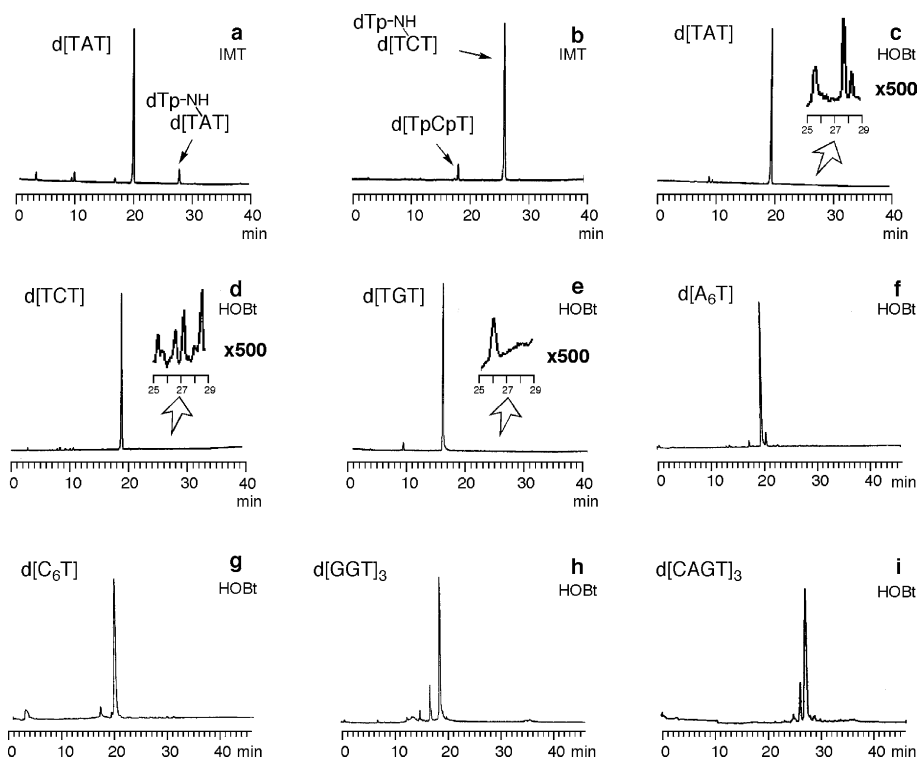 a
d[TAT]
IMT
dTp-NH
d[TAT]
0 10 20 30 40
min
b
dTp-NH
d[TCT]
IMT
d[TpCpT]
0 10 20 30 40
min
c
d[TAT]
HOBt
x500
25 27 29
0 10 20 30 40
min
d
d[TCT]
HOBt
x500
25 27 29
0 10 20 30 40
min
e
d[TGT]
HOBt
x500
25 27 29
0 10 20 30 40
min
f
d[A6T]
HOBt
0 10 20 30 40 min
g
d[C6T]
HOBt
0 10 20 30 40 min
h
d[GGT]3
HOBt
0 10 20 30 40 min
i
d[CAGT]3
HOBt
0 10 20 30 40 min